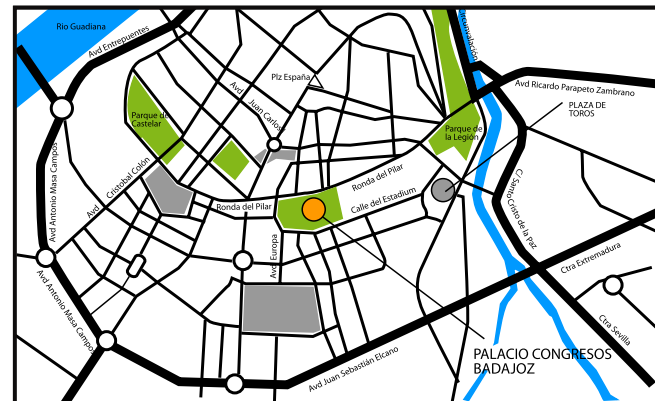 Rio Guadiana
Avd Entrepuentes
Circunvalación
Plz España
Avd
Juan Carlos
Avd Ricardo Parapeto Zambrano
PLAZA DE
TOROS
Parque de
Castelar
Parque de
la Legión
Avd Antonio Masa Campos
Avd
Cristobal Colón
Ronda del Pilar
Ronda del Pilar
Calle del Estadium
C/ Santo Cristo de la Paz
Avd Europa
Ctra Extremadura
Avd Antonio Masa Campo
Ctra Sevilla
PALACIO CONGRESOS
BADAJOZ
Avd Juan Sebastián Elcano